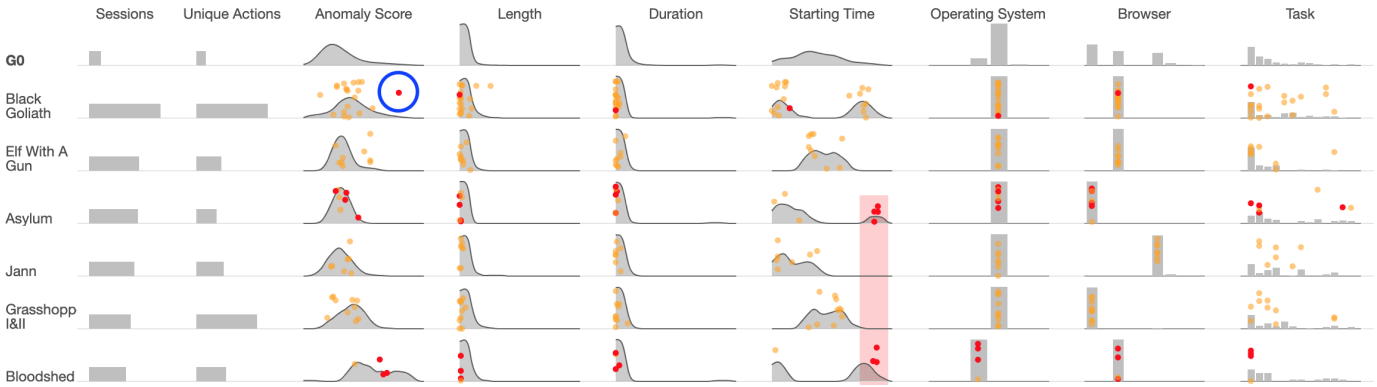 Sessions Unique Actions Anomaly Score Length Duration Starting Time Operating System Browser Task
G0
Black
Goliath
Elf With A
Gun
Asylum
Jann
Grasshopp
I&II
Bloodshed